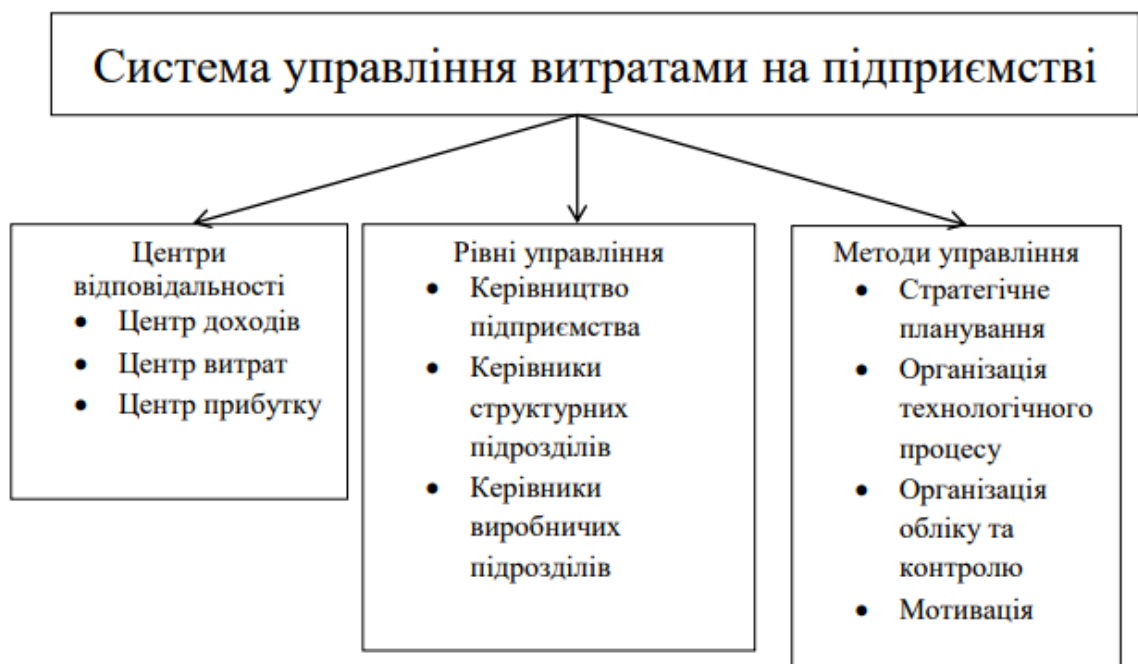 Система управління витратами на підприємстві
Центри
відповідальності
• Центр доходів
• Центр витрат
• Центр прибутку
Рівні управління
• Керівництво
підприємства
• Керівники
структурних
підрозділів
• Керівники
виробничих
підрозділів
Методи управління
• Стратегічне
планування
• Організація
технологічного
процесу
• Організація
обліку та
контролю
• Мотивація